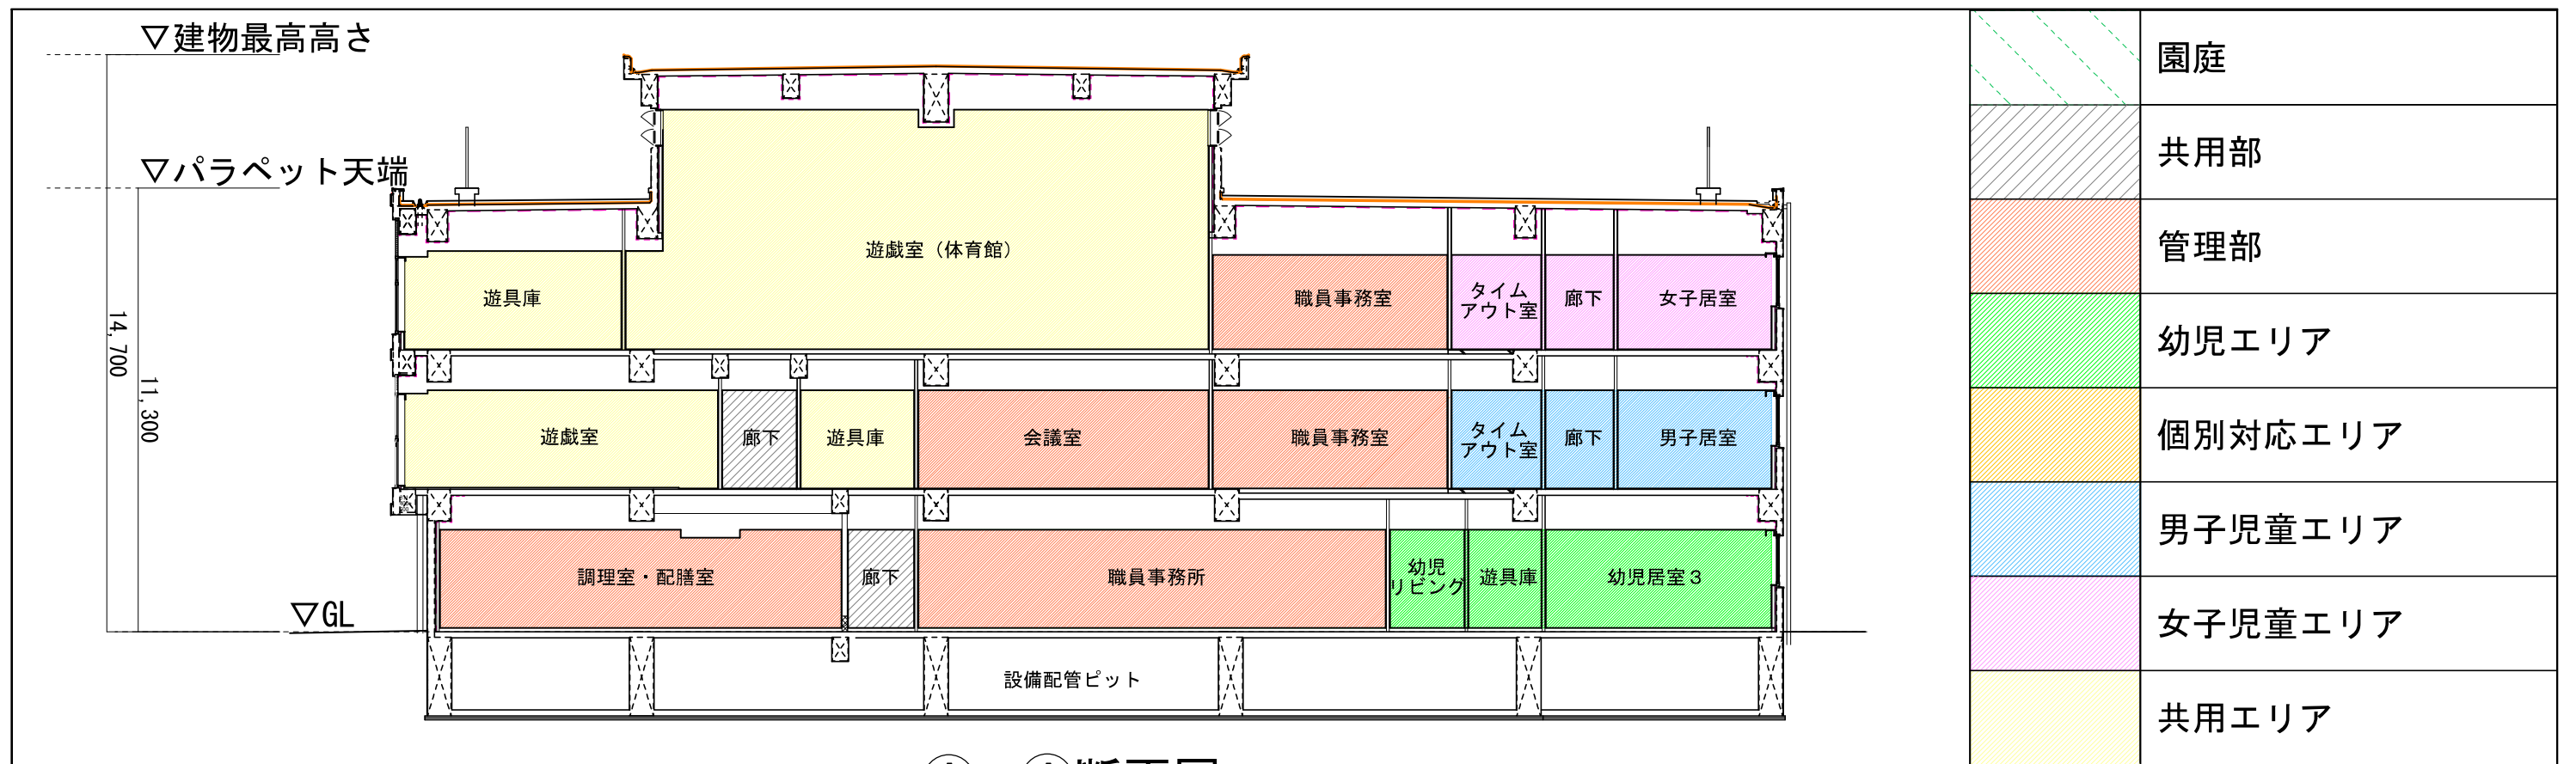 ▽建物最高高さ
▽パラペット天端
14,700
11,300
▽GL
遊戯室（体育館）
遊具庫
職員事務室
タイム
アウト室
廊下
女子居室
遊戯室
廊下
遊具庫
会議室
職員事務室
タイム
アウト室
廊下
男子居室
調理室・配膳室
廊下
職員事務所
幼児
リビング
遊具庫
幼児居室３
設備配管ピット
園庭
共用部
管理部
幼児エリア
個別対応エリア
男子児童エリア
女子児童エリア
共用エリア